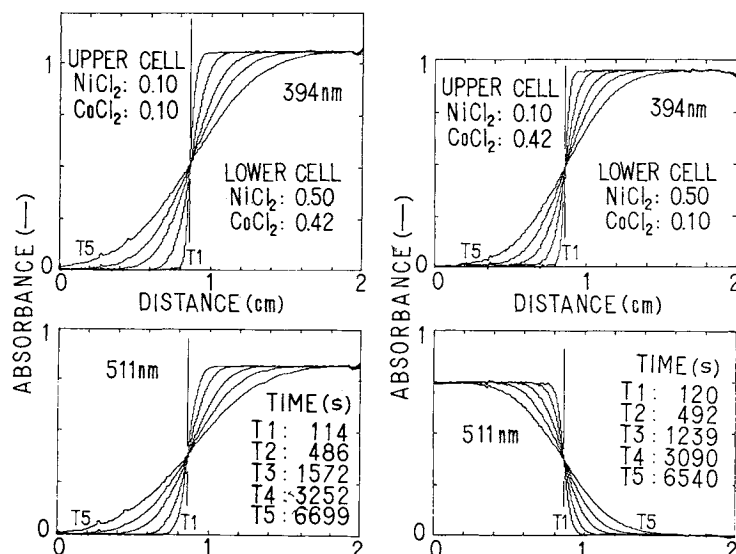 1
UPPER CELL
NiCl2: 0.10
CoCl2: 0.10
394nm
LOWER CELL
NiCl2: 0.50
CoCl2: 0.42
T5
T1
0
0
1
2
DISTANCE (cm)
ABSORBANCE (—)
1
511nm
TIME (s)
T1: 114
T2: 486
T3: 1572
T4: 3252
T5: 6699
T5
T1
0
0
1
2
1
UPPER CELL
NiCl2: 0.10
CoCl2: 0.42
394nm
LOWER CELL
NiCl2: 0.50
CoCl2: 0.10
T5
T1
0
0
1
2
DISTANCE (cm)
ABSORBANCE (—)
1
511nm
TIME (s)
T1: 120
T2: 492
T3: 1239
T4: 3090
T5: 6540
T1
T5
0
0
1
2